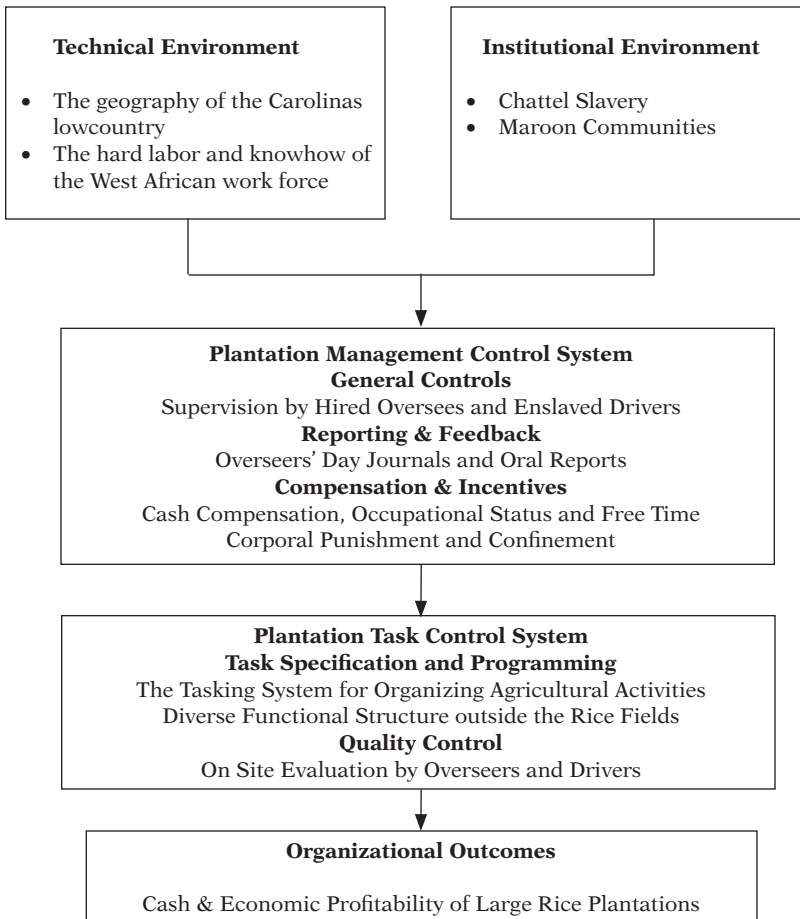 Technical Environment
• The geography of the Carolinas
lowcountry
• The hard labor and knowhow of
the West African work force
Institutional Environment
• Chattel Slavery
• Maroon Communities
Plantation Management Control System
General Controls
Supervision by Hired Oversees and Enslaved Drivers
Reporting & Feedback
Overseers’ Day Journals and Oral Reports
Compensation & Incentives
Cash Compensation, Occupational Status and Free Time
Corporal Punishment and Confinement
Plantation Task Control System
Task Specification and Programming
The Tasking System for Organizing Agricultural Activities
Diverse Functional Structure outside the Rice Fields
Quality Control
On Site Evaluation by Overseers and Drivers
Organizational Outcomes
Cash & Economic Profitability of Large Rice Plantations